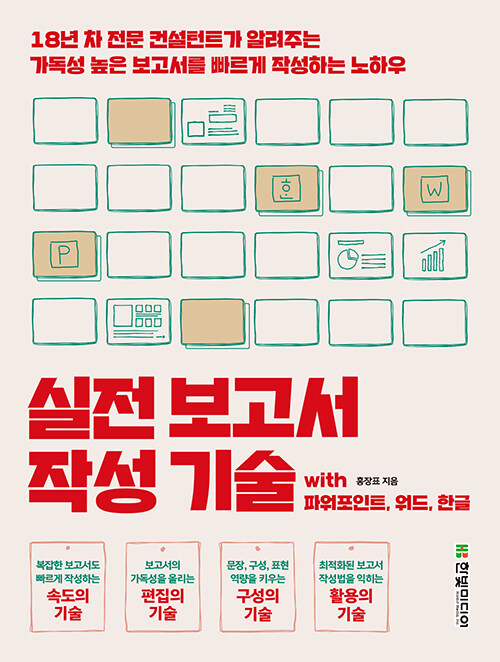 18년 차 전문 컨설턴트가 알려주는
가독성 높은 보고서를 빠르게 작성하는 노하우
흔
W
P
실전 보고서
작성 기술
with 홍장표 지음
파워포인트, 워드, 한글
복잡한 보고서도
빠르게 작성하는
속도의
기술
보고서의
가독성을 올리는
편집의
기술
문장, 구성, 표현
역량을 키우는
구성의
기술
최적화된 보고서
작성법을 익히는
활용의
기술
HB 한빛미디어